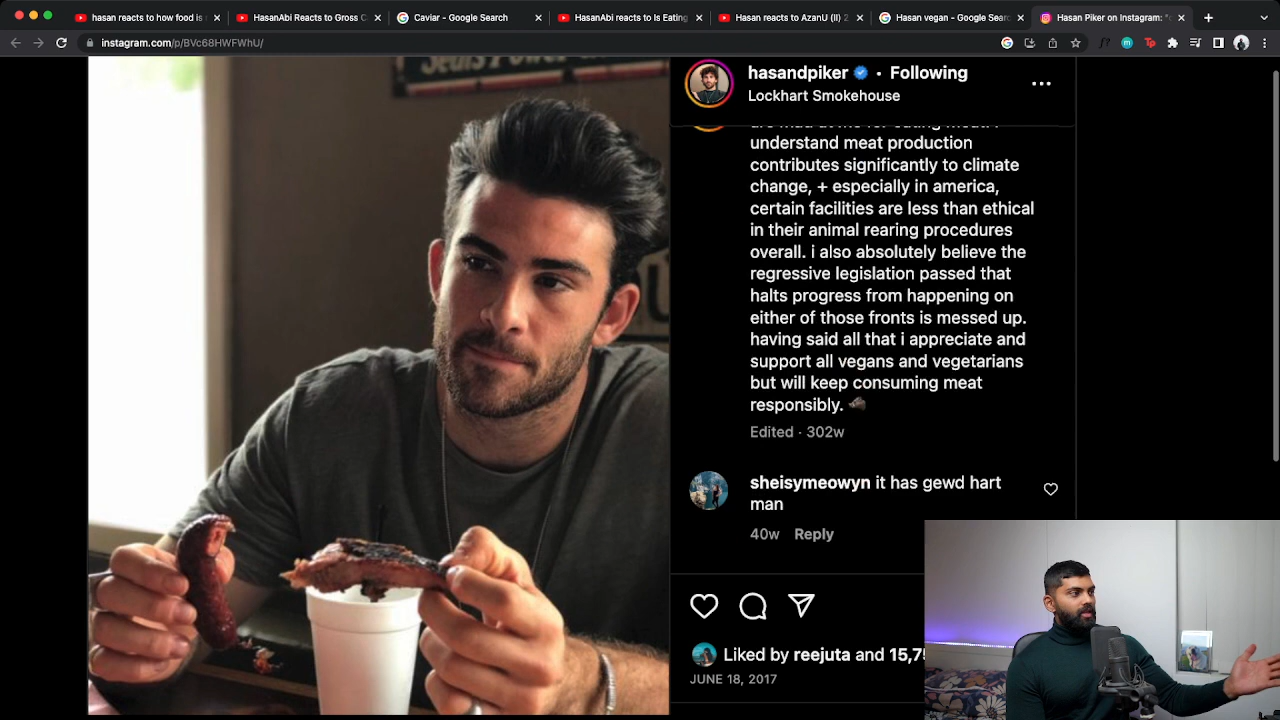 hasan reacts to how food is
HasanAbi Reacts to Gross C
Caviar - Google Search
HasanAbi reacts to Is Eating
Hasan reacts to AzanU (II) 2
Hasan vegan - Google Sear
Hasan Piker on Instagram: "
instagram.com/p/BVc68HWFWhU/
hasandpiker • Following
Lockhart Smokehouse
understand meat production
contributes significantly to climate
change, + especially in america,
certain facilities are less than ethical
in their animal rearing procedures
overall. i also absolutely believe the
regressive legislation passed that
halts progress from happening on
either of those fronts is messed up.
having said all that i appreciate and
support all vegans and vegetarians
but will keep consuming meat
responsibly.
Edited · 302w
sheisymeowyn it has gewd hart
man
40w Reply
Liked by reejuta and 15,7
JUNE 18, 2017